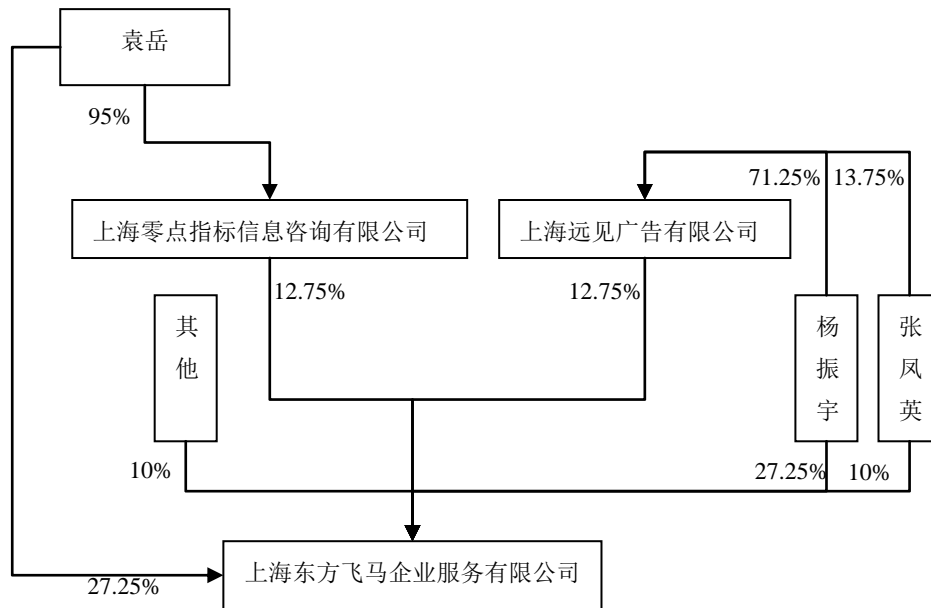 袁岳
95%
71.25%
13.75%
上海零点指标信息咨询有限公司
上海远见广告有限公司
12.75%
12.75%
其他
杨振宇
张凤英
10%
27.25%
10%
上海东方飞马企业服务有限公司
27.25%